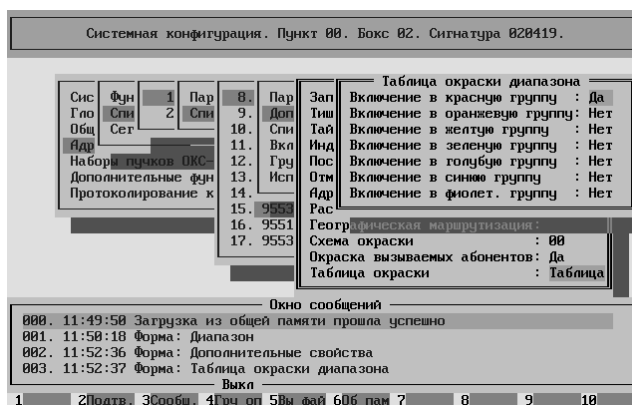 Системная конфигурация. Пункт 00. Бокс 02. Сигнатура 020419.
Таблица окраски диапазона
Сис Фун 1 Пар 8. Пар Зап Включение в красную группу : Да
Гло Спи 2 Спи 9. Доп Тиш Включение в оранжевую группу: Нет
Общ Сег 10. Спи Тай Включение в желтую группу : Нет
Адр 11. Вкл Инд Включение в зеленую группу : Нет
Наборы пучков ОКС- 12. Гру Пос Включение в голубую группу : Нет
Дополнительные фун 13. Исп Отм Включение в синюю группу : Нет
Протоколирование к 14. Адр Включение в фиолет. группу : Нет
15. 9553 Рас
16. 9551 Географическая маршрутизация:
17. 9553 Схема окраски : 00
Окраска вызываемых абонентов: Да
Таблица окраски : Таблица
Окно сообщений
000. 11:49:50 Загрузка из общей памяти прошла успешно
001. 11:50:18 Форма: Диапазон
002. 11:52:36 Форма: Дополнительные свойства
003. 11:52:37 Форма: Таблица окраски диапазона
Выкл
1 2Подтв. 3Сообщ. 4Гру оп 5Вы фай 6Об пам 7 8 9 10